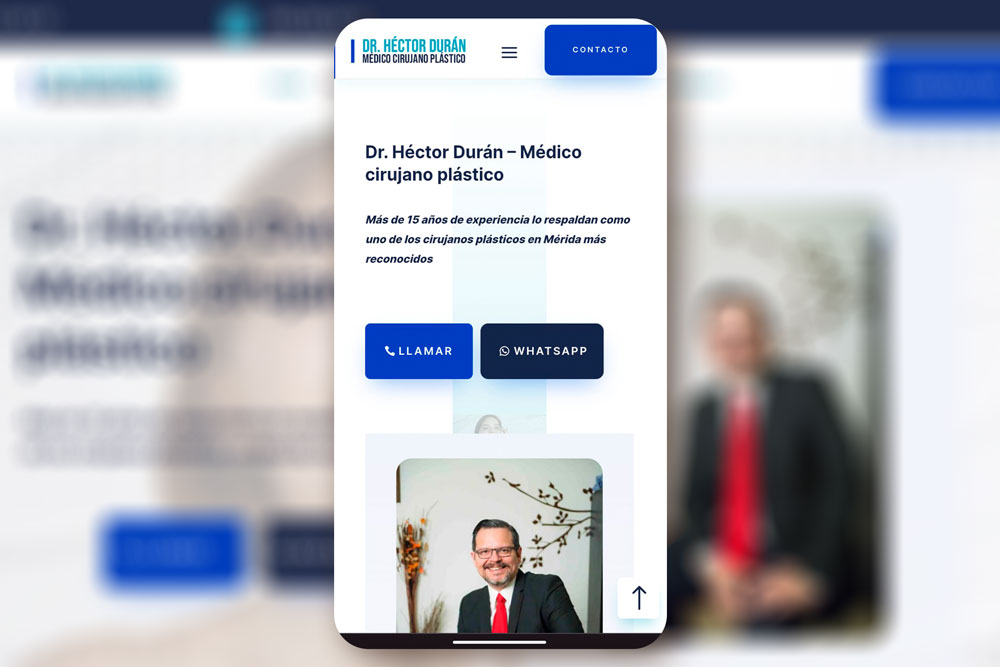 DR. HÉCTOR DURÁN
MÉDICO CIRUJANO PLÁSTICO
CONTACTO
Dr. Héctor Durán – Médico
cirujano plástico
Más de 15 años de experiencia lo respaldan como
uno de los cirujanos plásticos en Mérida más
reconocidos
LLAMAR
WHATSAPP